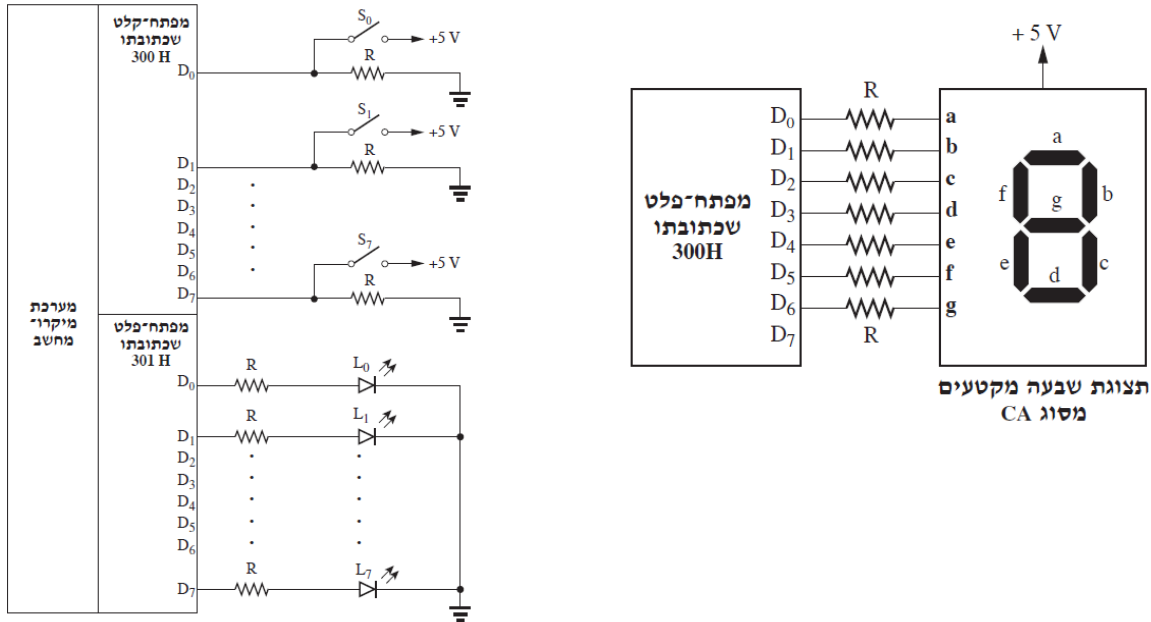 מפתח־קלט
שכתובתו
300 H
S₀
+5 V
R
D₀
S₁
+5 V
R
D₁
D₂
D₃
D₄
D₅
D₆
S₇
+5 V
R
D₇
מערכת
מיקרו־
מחשב
מפתח־פלט
שכתובתו
301 H
R
L₀
D₀
R
L₁
D₁
D₂
D₃
D₄
D₅
D₆
R
L₇
D₇
+ 5 V
R
מפתח־פלט
שכתובתו
300H
D₀
D₁
D₂
D₃
D₄
D₅
D₆
D₇
R
a
b
c
d
e
f
g
a
f
b
g
e
c
d
תצוגת שבעה מקטעים
מסוג CA